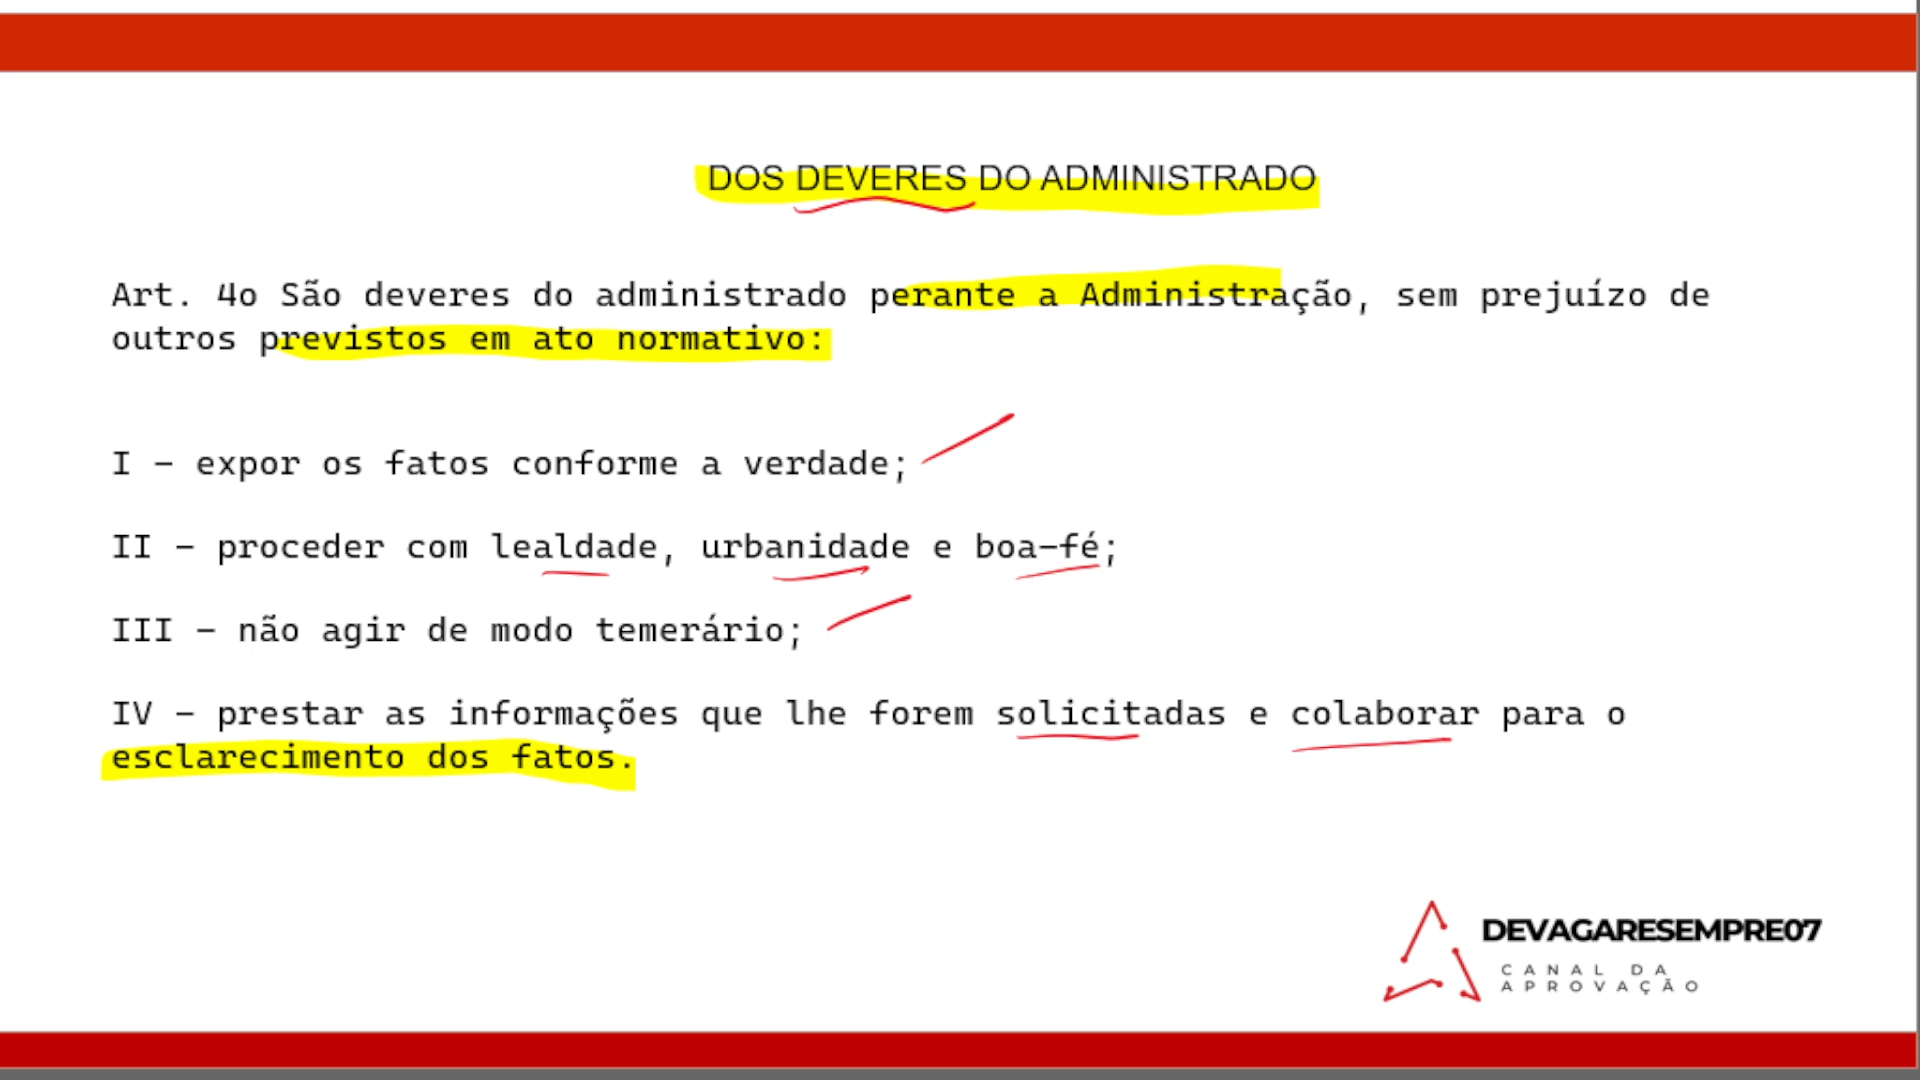 DOS DEVERES DO ADMINISTRADO
Art. 4o São deveres do administrado perante a Administração, sem prejuízo de
outros previstos em ato normativo:
I – expor os fatos conforme a verdade;
II – proceder com lealdade, urbanidade e boa-fé;
III – não agir de modo temerário;
IV – prestar as informações que lhe forem solicitadas e colaborar para o
esclarecimento dos fatos.
DEVAGARESEMPRE07
CANAL DA
APROVAÇÃO